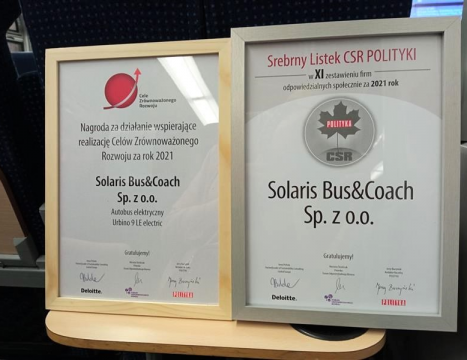 Cele
Zrównoważonego
Rozwoju
Nagroda za działanie wspierające
realizację Celów Zrównoważonego
Rozwoju za rok 2021
Solaris Bus&Coach
Sp. z o.o.
Autobus elektryczny
Urbino 9 LE electric
Gratulujemy!
Deloitte.
POLITYKA
Srebrny Listek CSR POLITYKI
w XI zestawieniu firm
odpowiedzialnych społecznie za 2021 rok
POLITYKA
CSR
Solaris Bus&Coach
Sp. z o.o.
Gratulujemy!
Deloitte.
POLITYKA